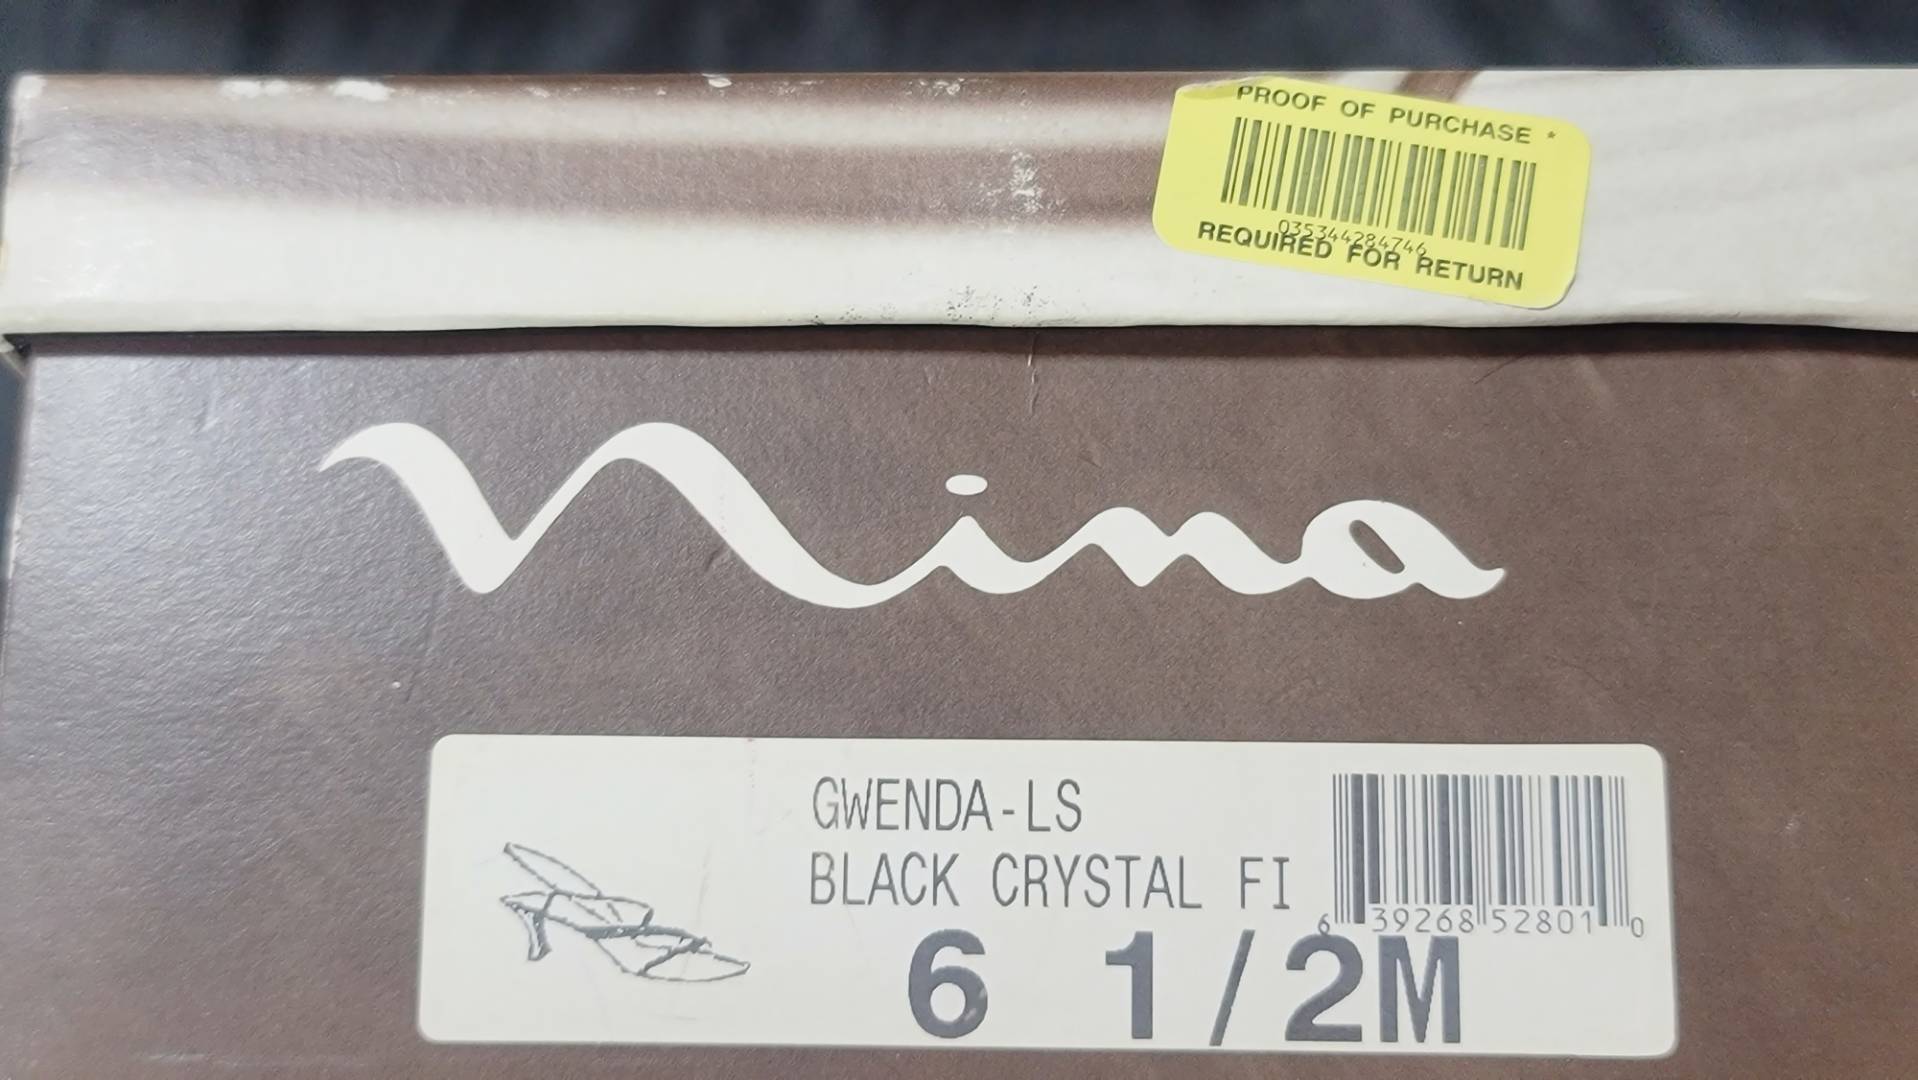 PROOF OF PURCHASE *
035344284746
REQUIRED FOR RETURN
nina
GWENDA-LS
BLACK CRYSTAL FI
6 39268 52801 0
6 1/2M